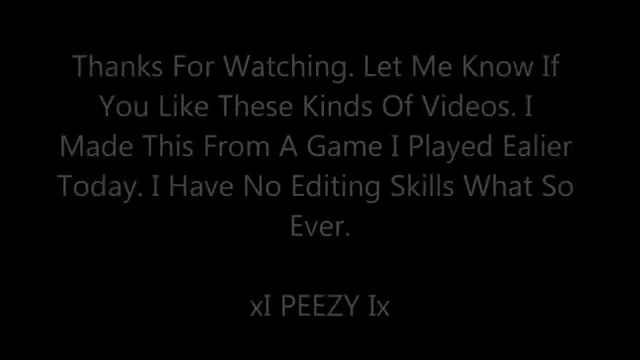 Thanks For Watching. Let Me Know If
You Like These Kinds Of Videos. I
Made This From A Game I Played Ealier
Today. I Have No Editing Skills What So
Ever.
xI PEEZY Ix